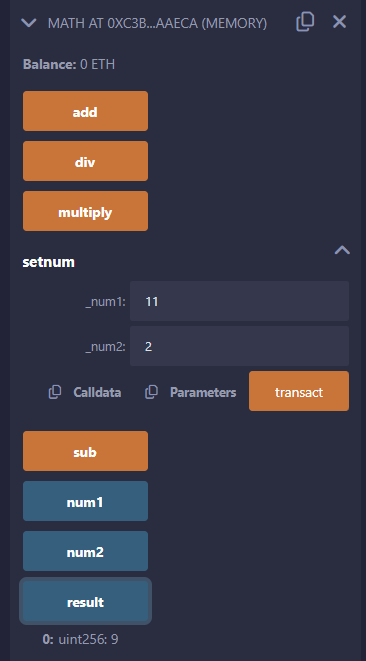 MATH AT 0XC3B...AAECA (MEMORY)
Balance: 0 ETH
add
div
multiply
setnum
_num1: 11
_num2: 2
Calldata Parameters transact
sub
num1
num2
result
0: uint256: 9